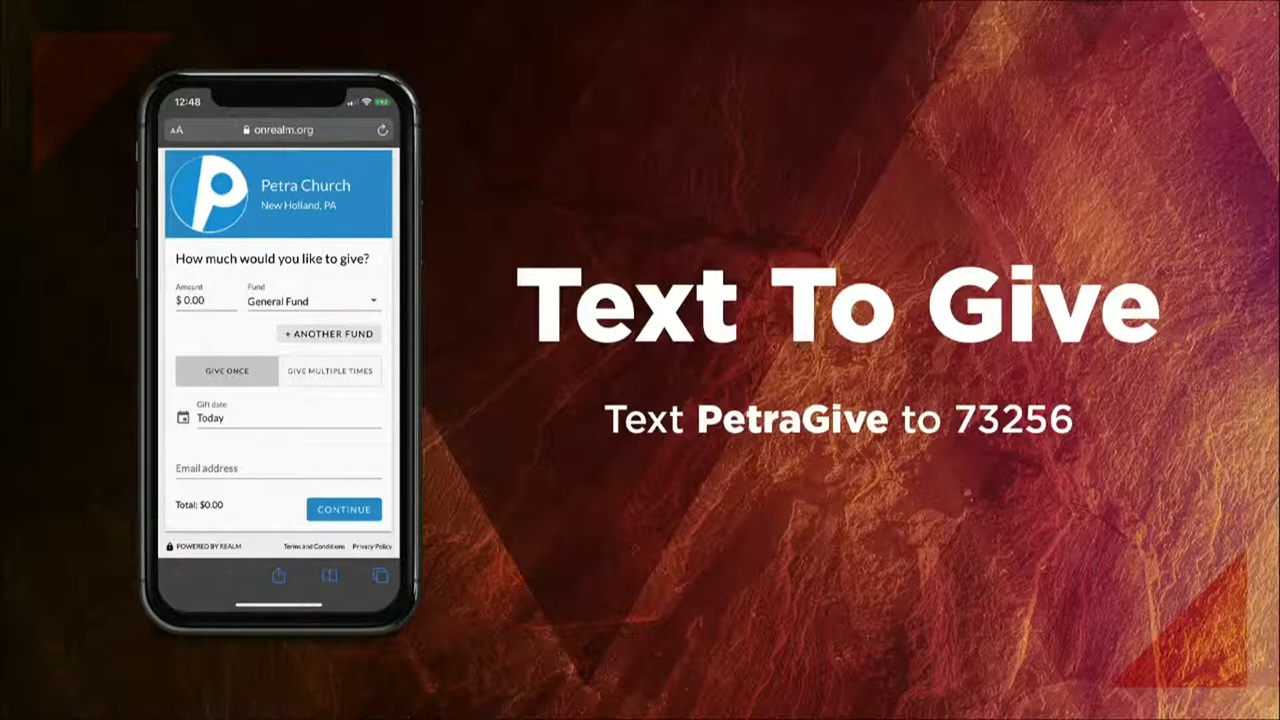 12:48
AA onrealm.org
Petra Church
New Holland, PA
How much would you like to give?
Amount Fund
$ 0.00 General Fund
+ ANOTHER FUND
GIVE ONCE GIVE MULTIPLE TIMES
Gift date
Today
Email address
Total: $0.00 CONTINUE
POWERED BY REALM Terms and Conditions Privacy Policy
Text To Give
Text PetraGive to 73256